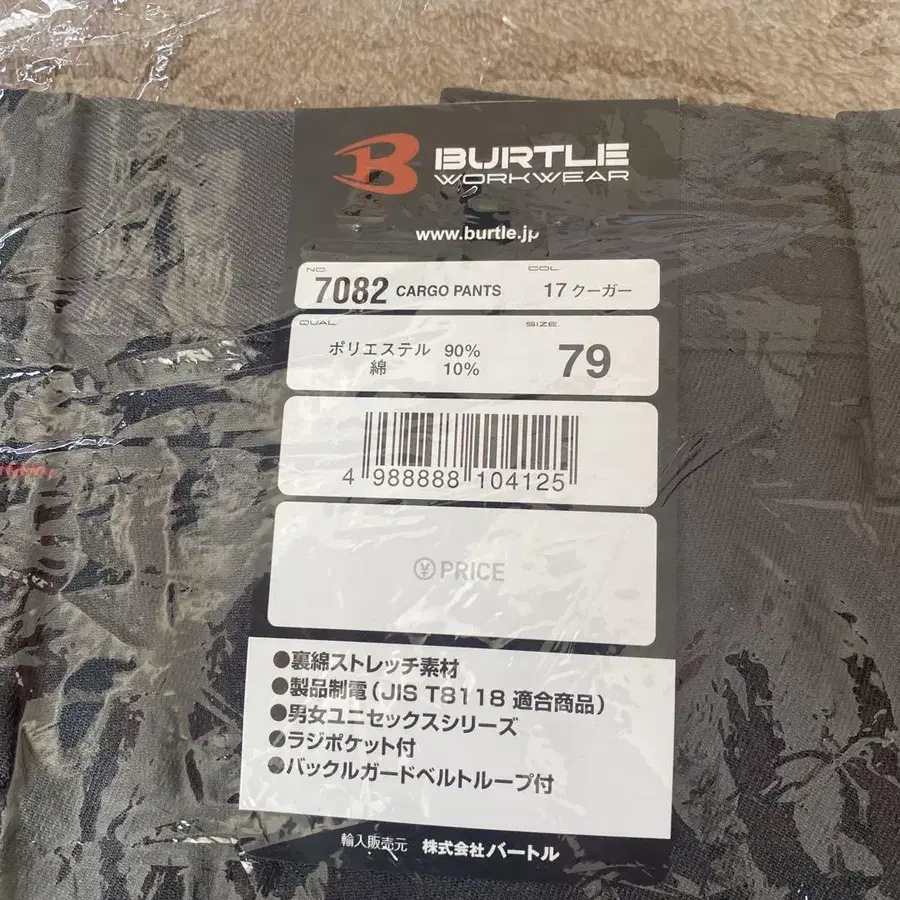 BURTLE
WORKWEAR
www.burtle.jp
NO. COL.
7082 CARGO PANTS 17 クーガー
QUAL. SIZE.
ポリエステル 90% 79
綿 10%
4 988888 104125
¥ PRICE
●裏綿ストレッチ素材
●製品制電(JIS T8118 適合商品)
●男女ユニセックスシリーズ
●ラジポケット付
●バックルガードベルトループ付
輸入販売元 株式会社バートル